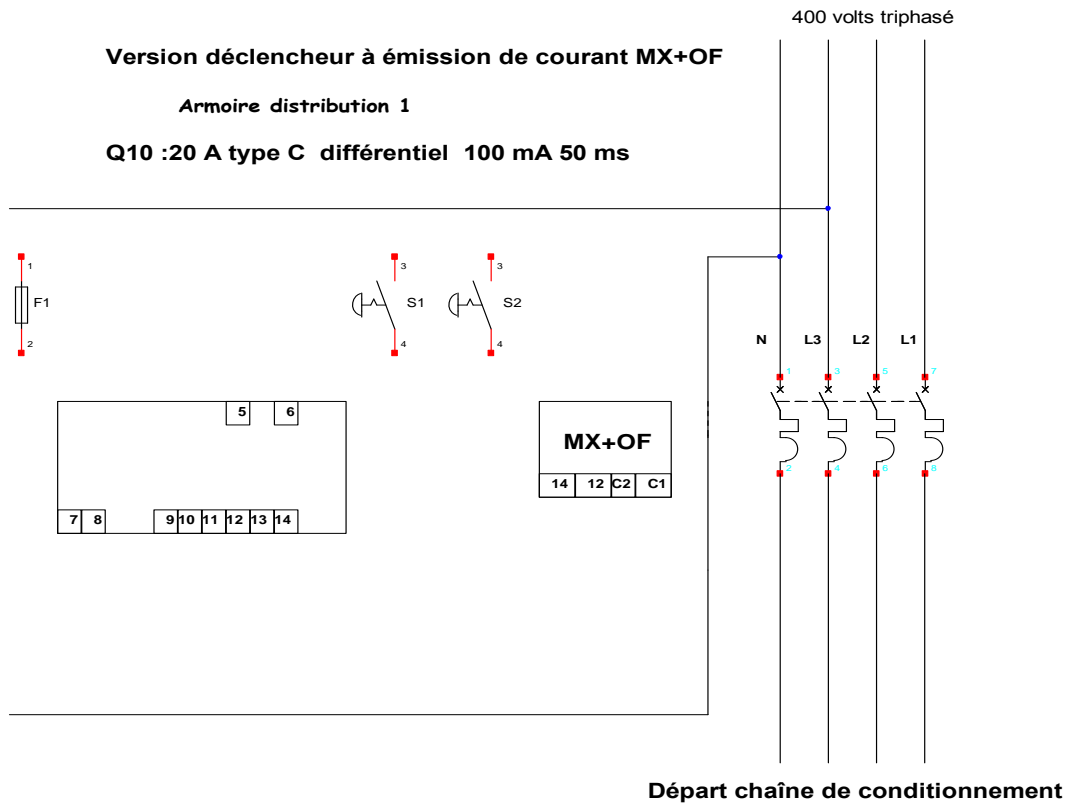 400 volts triphasé
Version déclencheur à émission de courant MX+OF
Armoire distribution 1
Q10 :20 A type C différentiel 100 mA 50 ms
1 3 3
F1 S1 S2
2 4 4
N L3 L2 L1
1 3 5 7
5 6
MX+OF
2 4 6 8
14 12 C2 C1
7 8 9 10 11 12 13 14
Départ chaîne de conditionnement